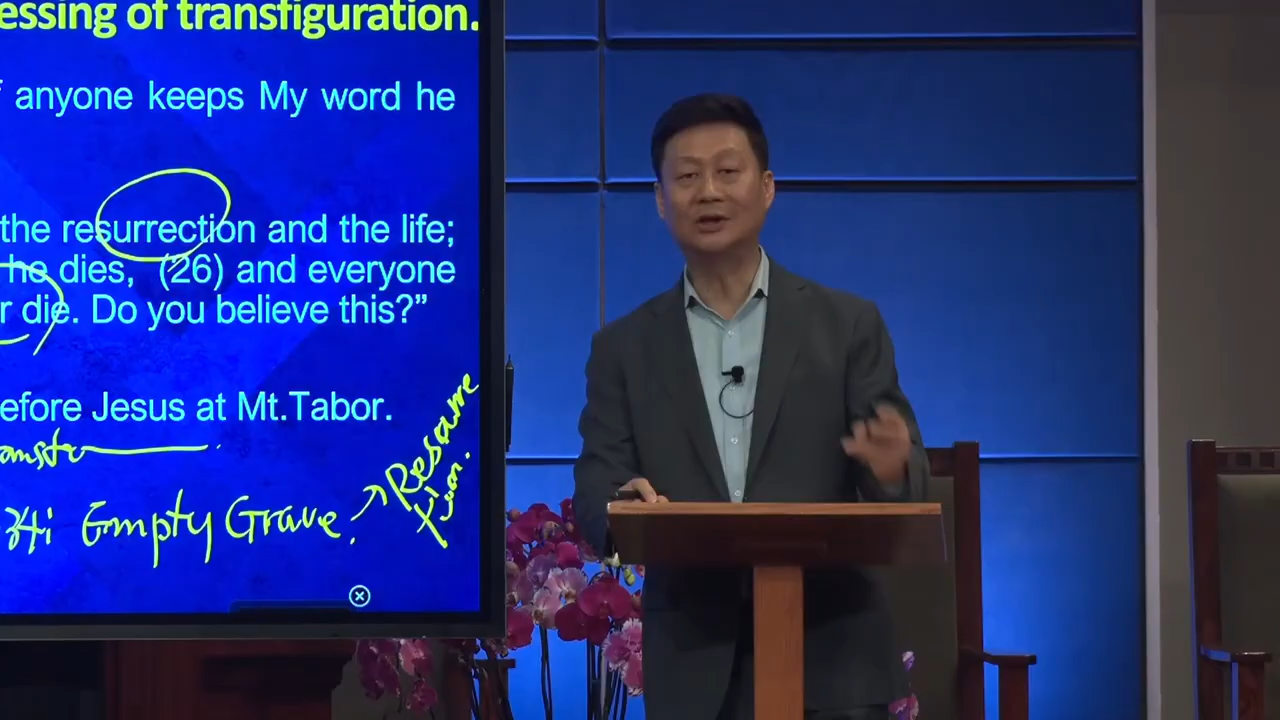 essing of transfiguration.
anyone keeps My word he
the resurrection and the life;
he dies, (26) and everyone
r die. Do you believe this?”
efore Jesus at Mt.Tabor.
Empty Grave.